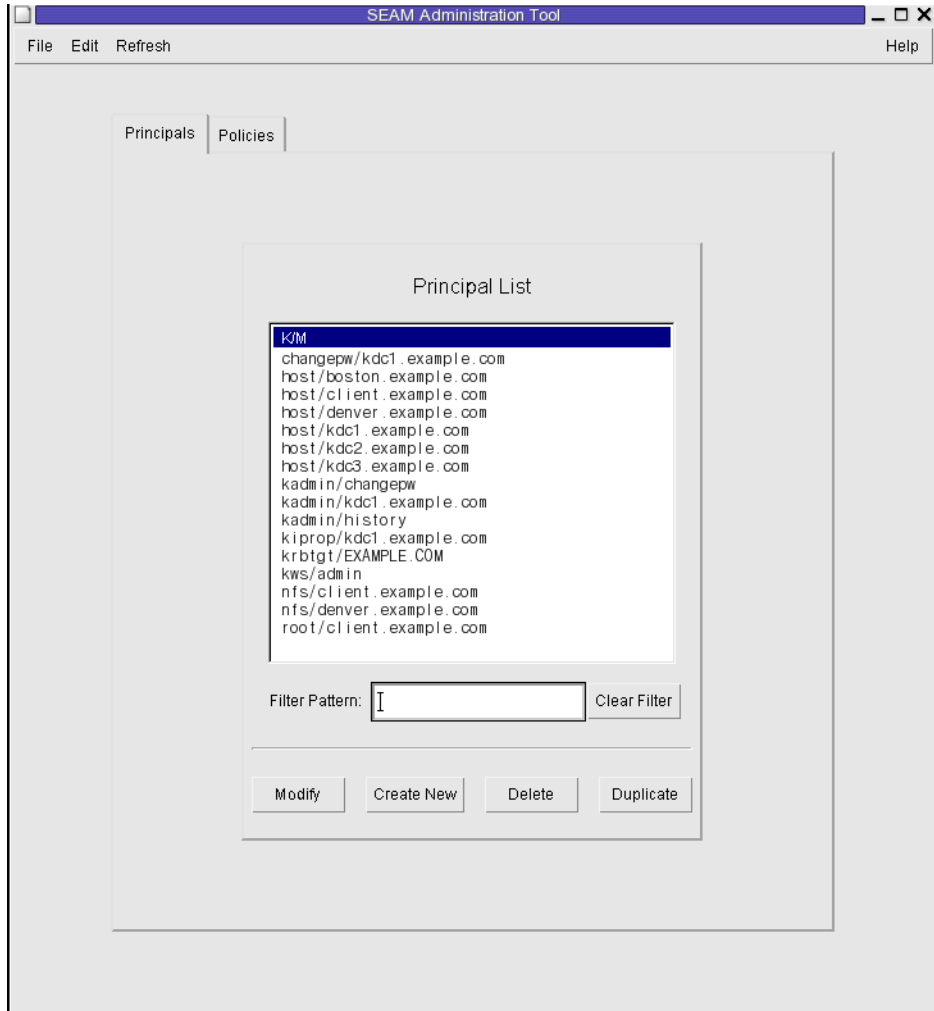 SEAM Administration Tool
File Edit Refresh Help
Principals Policies
Principal List
K/M
changepw/kdc1.example.com
host/boston.example.com
host/client.example.com
host/denver.example.com
host/kdc1.example.com
host/kdc2.example.com
host/kdc3.example.com
kadmin/changepw
kadmin/kdc1.example.com
kadmin/history
kiprop/kdc1.example.com
krbtgt/EXAMPLE.COM
kws/admin
nfs/client.example.com
nfs/denver.example.com
root/client.example.com
Filter Pattern: Clear Filter
Modify Create New Delete Duplicate